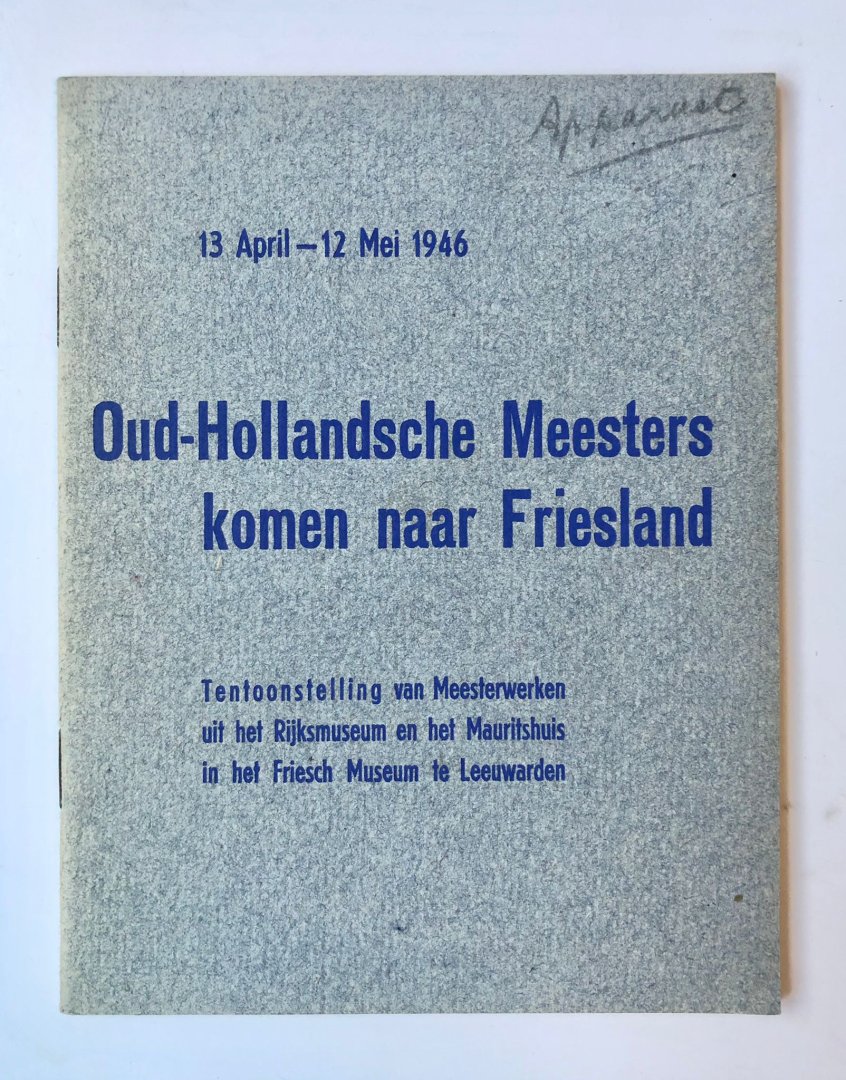 Apparaat
13 April – 12 Mei 1946
Oud-Hollandsche Meesters
komen naar Friesland
Tentoonstelling van Meesterwerken
uit het Rijksmuseum en het Mauritshuis
in het Friesch Museum te Leeuwarden